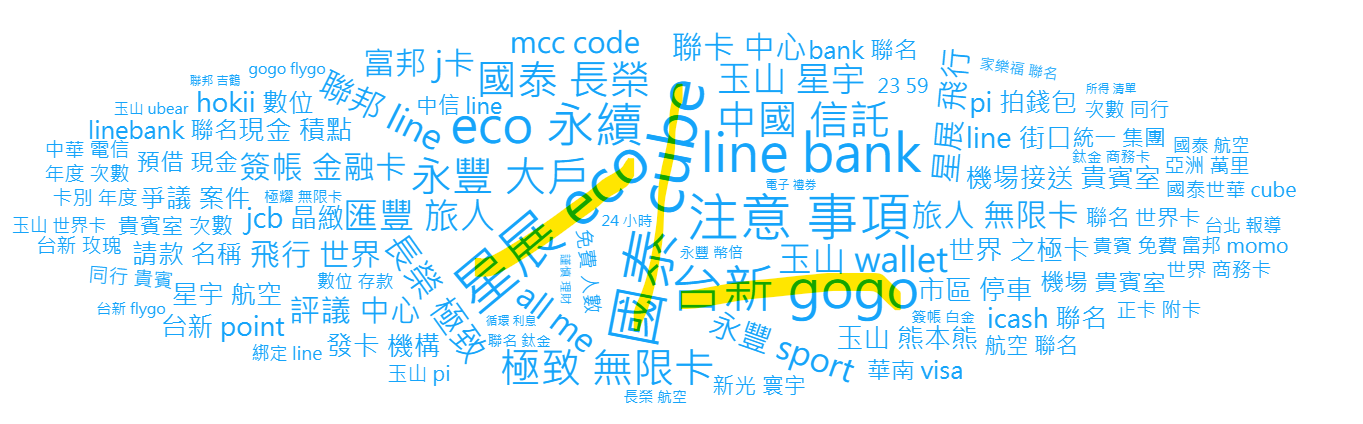 mcc code
聯卡 中心
bank 聯名
富邦 j卡
國泰 長榮
玉山 星宇
23 59
家樂福 聯名
gogo flygo
聯邦 吉鶴
hokii 數位
聯邦 line
中信 line
星展 飛行
pi 拍錢包
所得 清單
次數 同行
玉山 ubear
linebank 聯名
現金 積點
eco 永續
國泰 cube
中國 信託
line bank
line 街口
統一 集團
國泰 航空
中華 電信
年度 次數
預借 現金
簽帳 金融卡
永豐 大戶
星展 eco
電子 禮券
機場接送 貴賓室
鈦金 商務卡
亞洲 萬里
國泰世華 cube
卡別 年度
爭議 案件
極耀 無限卡
玉山 世界卡
貴賓室 次數
jcb 晶緻
匯豐 旅人
24 小時
注意 事項
旅人 無限卡
聯名 世界卡
台北 報導
台新 玫瑰
請款 名稱
飛行 世界
長榮 極致
免費 人數
謹慎 理財
永豐 幣倍
玉山 wallet
世界 之極卡
貴賓 免費
富邦 momo
世界 商務卡
同行 貴賓
星宇 航空
數位 存款
all me
台新 gogo
市區 停車
機場 貴賓室
台新 flygo
台新 point
評議 中心
循環 利息
永豐 sport
簽帳 白金
icash 聯名
正卡 附卡
綁定 line
發卡 機構
聯名 鈦金
玉山 熊本熊
航空 聯名
玉山 pi
極致 無限卡
新光 寰宇
華南 visa
長榮 航空